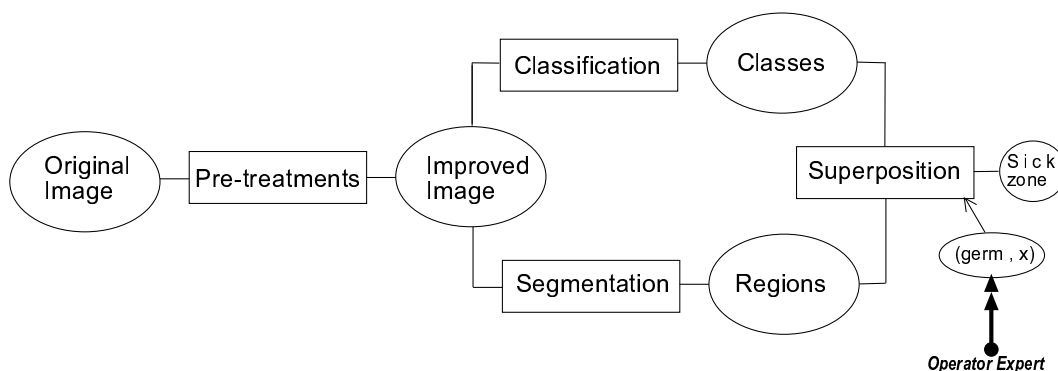 Original
Image
Pre-treatments
Improved
Image
Classification
Classes
Segmentation
Regions
Superposition
Sick
zone
(germ , x)
Operator Expert